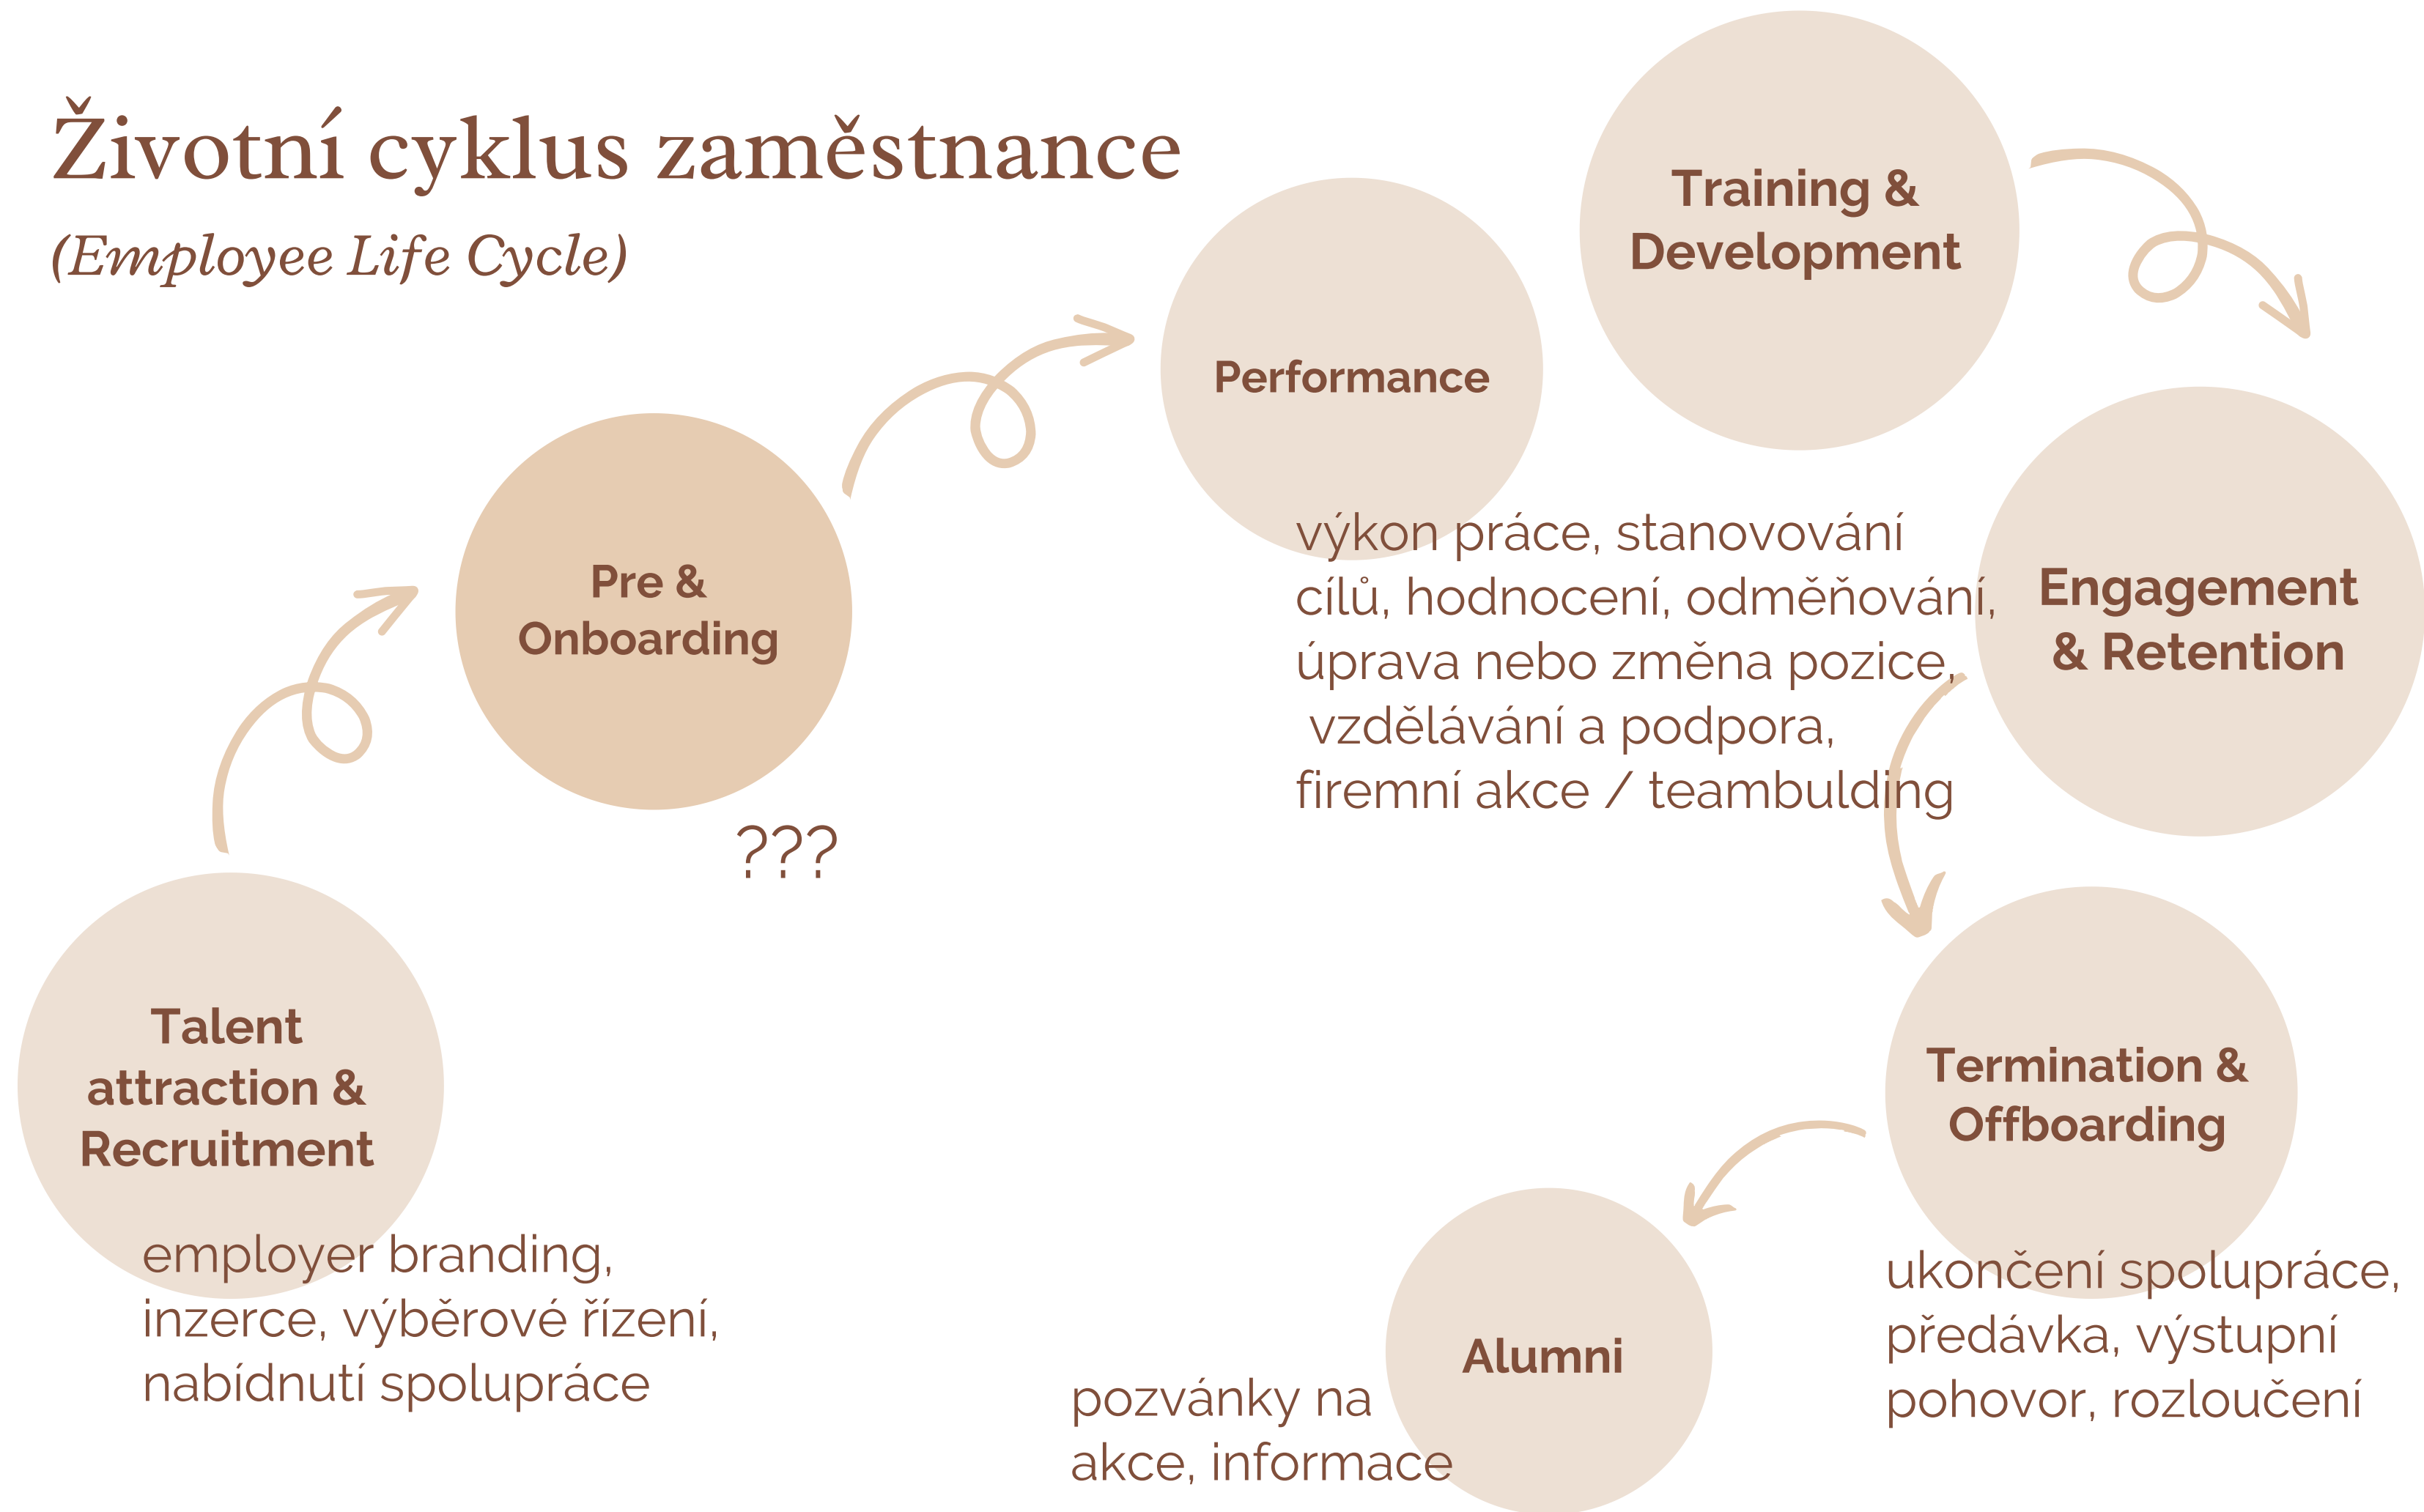 Životní cyklus zaměstnance
(Employee Life Cycle)
Talent
attraction &
Recruitment
employer branding,
inzerce, výběrové řízení,
nabídnutí spolupráce
Pre &
Onboarding
???
Performance
Training &
Development
Engagement
& Retention
výkon práce, stanovování
cílů, hodnocení, odměňování,
úprava nebo změna pozice,
vzdělávání a podpora,
firemní akce / teambulding
Termination &
Offboarding
ukončení spolupráce,
předávka, výstupní
pohovor, rozloučení
Alumni
pozvánky na
akce, informace